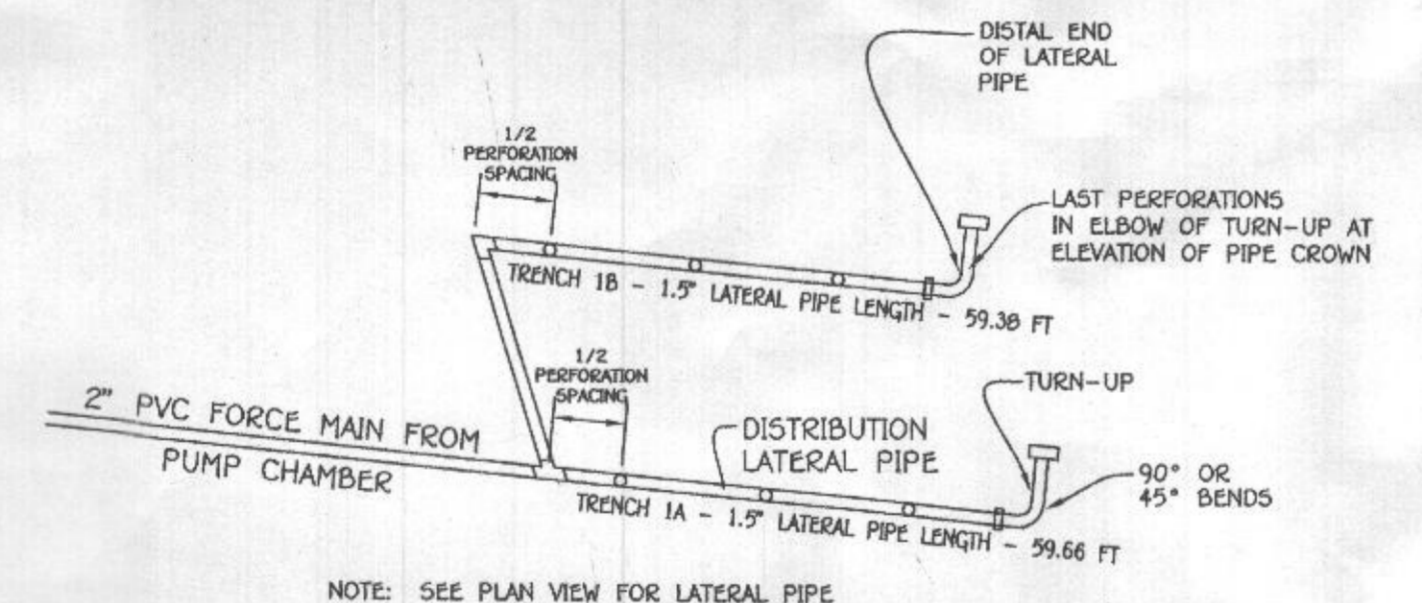 DISTAL END
OF LATERAL
PIPE
1/2
PERFORATION
SPACING
LAST PERFORATIONS
IN ELBOW OF TURN-UP AT
ELEVATION OF PIPE CROWN
TRENCH 1B - 1.5" LATERAL PIPE LENGTH - 59.38 FT
1/2
PERFORATION
SPACING
TURN-UP
2" PVC FORCE MAIN FROM
PUMP CHAMBER
DISTRIBUTION
LATERAL PIPE
90° OR
45° BENDS
TRENCH 1A - 1.5" LATERAL PIPE LENGTH - 59.66 FT
NOTE: SEE PLAN VIEW FOR LATERAL PIPE